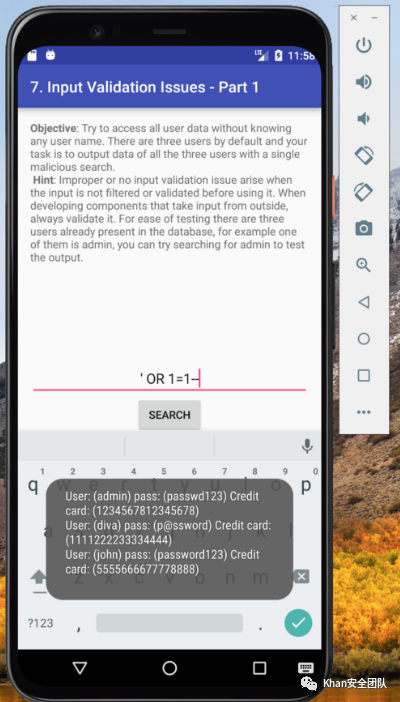 LTE 11:58
7. Input Validation Issues - Part 1
Objective: Try to access all user data without knowing
any user name. There are three users by default and your
task is to output data of all the three users with a single
malicious search.
Hint: Improper or no input validation issue arise when
the input is not filtered or validated before using it. When
developing components that take input from outside,
always validate it. For ease of testing there are three
users already present in the database, for example one
of them is admin, you can try searching for admin to test
the output.
' OR 1=1--
SEARCH
1 2 3 4 5 6 7 8 9 0
q w e r t y u i o p
User: (admin) pass: (passwd123) Credit
card: (1234567812345678)
User: (diva) pass: (p@ssword) Credit card:
(1111222233334444)
User: (john) pass: (password123) Credit
card: (5555666677778888)
a s d f g h j k l
z x c v b n m
?123 , .
Khan安全团队